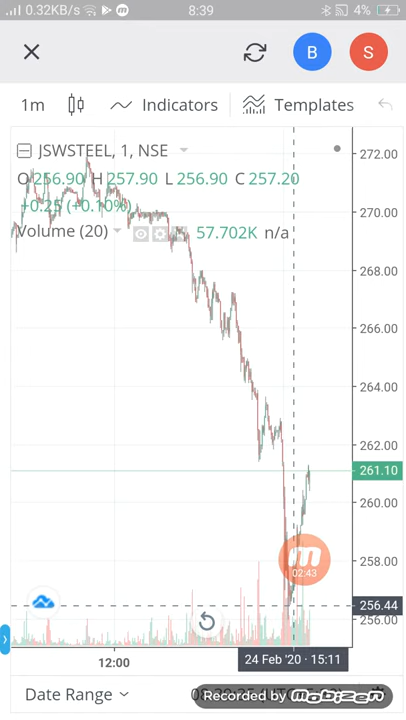 0.32KB/s 8:39 4%
B S
1m Indicators Templates
JSWSTEEL, 1, NSE
O 256.90 H 257.90 L 256.90 C 257.20
+0.25 (+0.10%)
Volume (20) 57.702K n/a
272.00
270.00
268.00
266.00
264.00
262.00
261.10
260.00
258.00
256.44
256.00
m
02:43
12:00
24 Feb '20 · 15:11
Date Range
Recorded by mobizen